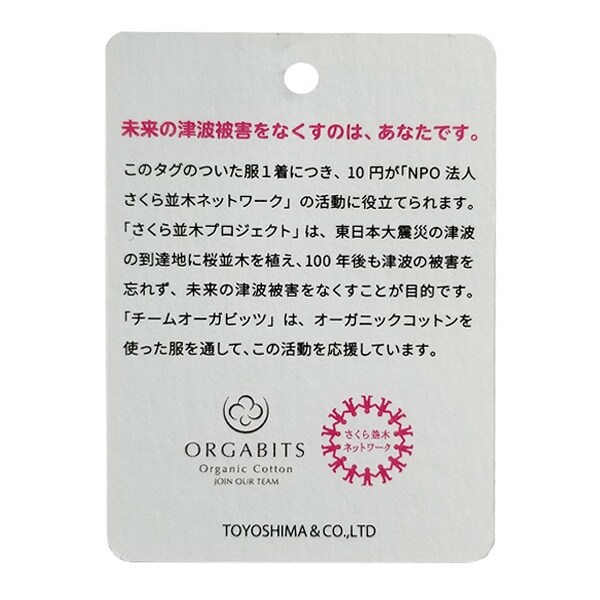 未来の津波被害をなくすのは、あなたです。
このタグのついた服１着につき、10 円が「NPO 法人
さくら並木ネットワーク」の活動に役立てられます。
「さくら並木プロジェクト」は、東日本大震災の津波
の到達地に桜並木を植え、100 年後も津波の被害を
忘れず、未来の津波被害をなくすことが目的です。
「チームオーガビッツ」は、オーガニックコットンを
使った服を通して、この活動を応援しています。
ORGABITS
Organic Cotton
JOIN OUR TEAM
さくら並木
ネットワーク
TOYOSHIMA & CO.,LTD